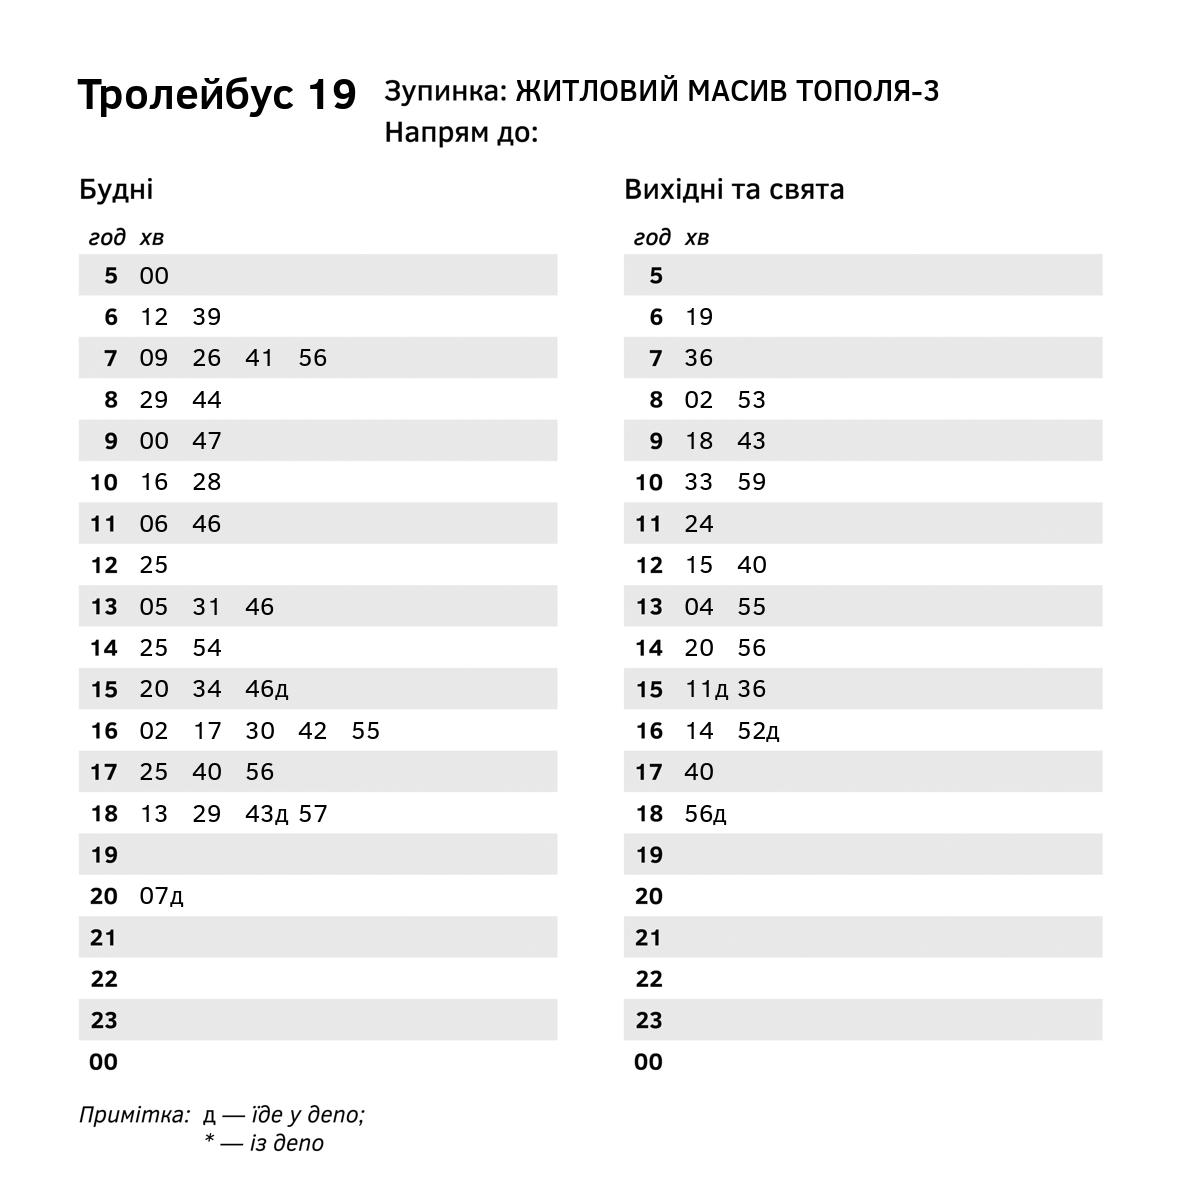 Тролейбус 19
Зупинка: ЖИТЛОВИЙ МАСИВ ТОПОЛЯ-3
Напрям до:
Будні
год хв
5 00
6 12 39
7 09 26 41 56
8 29 44
9 00 47
10 16 28
11 06 46
12 25
13 05 31 46
14 25 54
15 20 34 46д
16 02 17 30 42 55
17 25 40 56
18 13 29 43д 57
19
20 07д
21
22
23
00
Вихідні та свята
год хв
5
6 19
7 36
8 02 53
9 18 43
10 33 59
11 24
12 15 40
13 04 55
14 20 56
15 11д 36
16 14 52д
17 40
18 56д
19
20
21
22
23
00
Примітка: д — їде у депо;
* — із депо